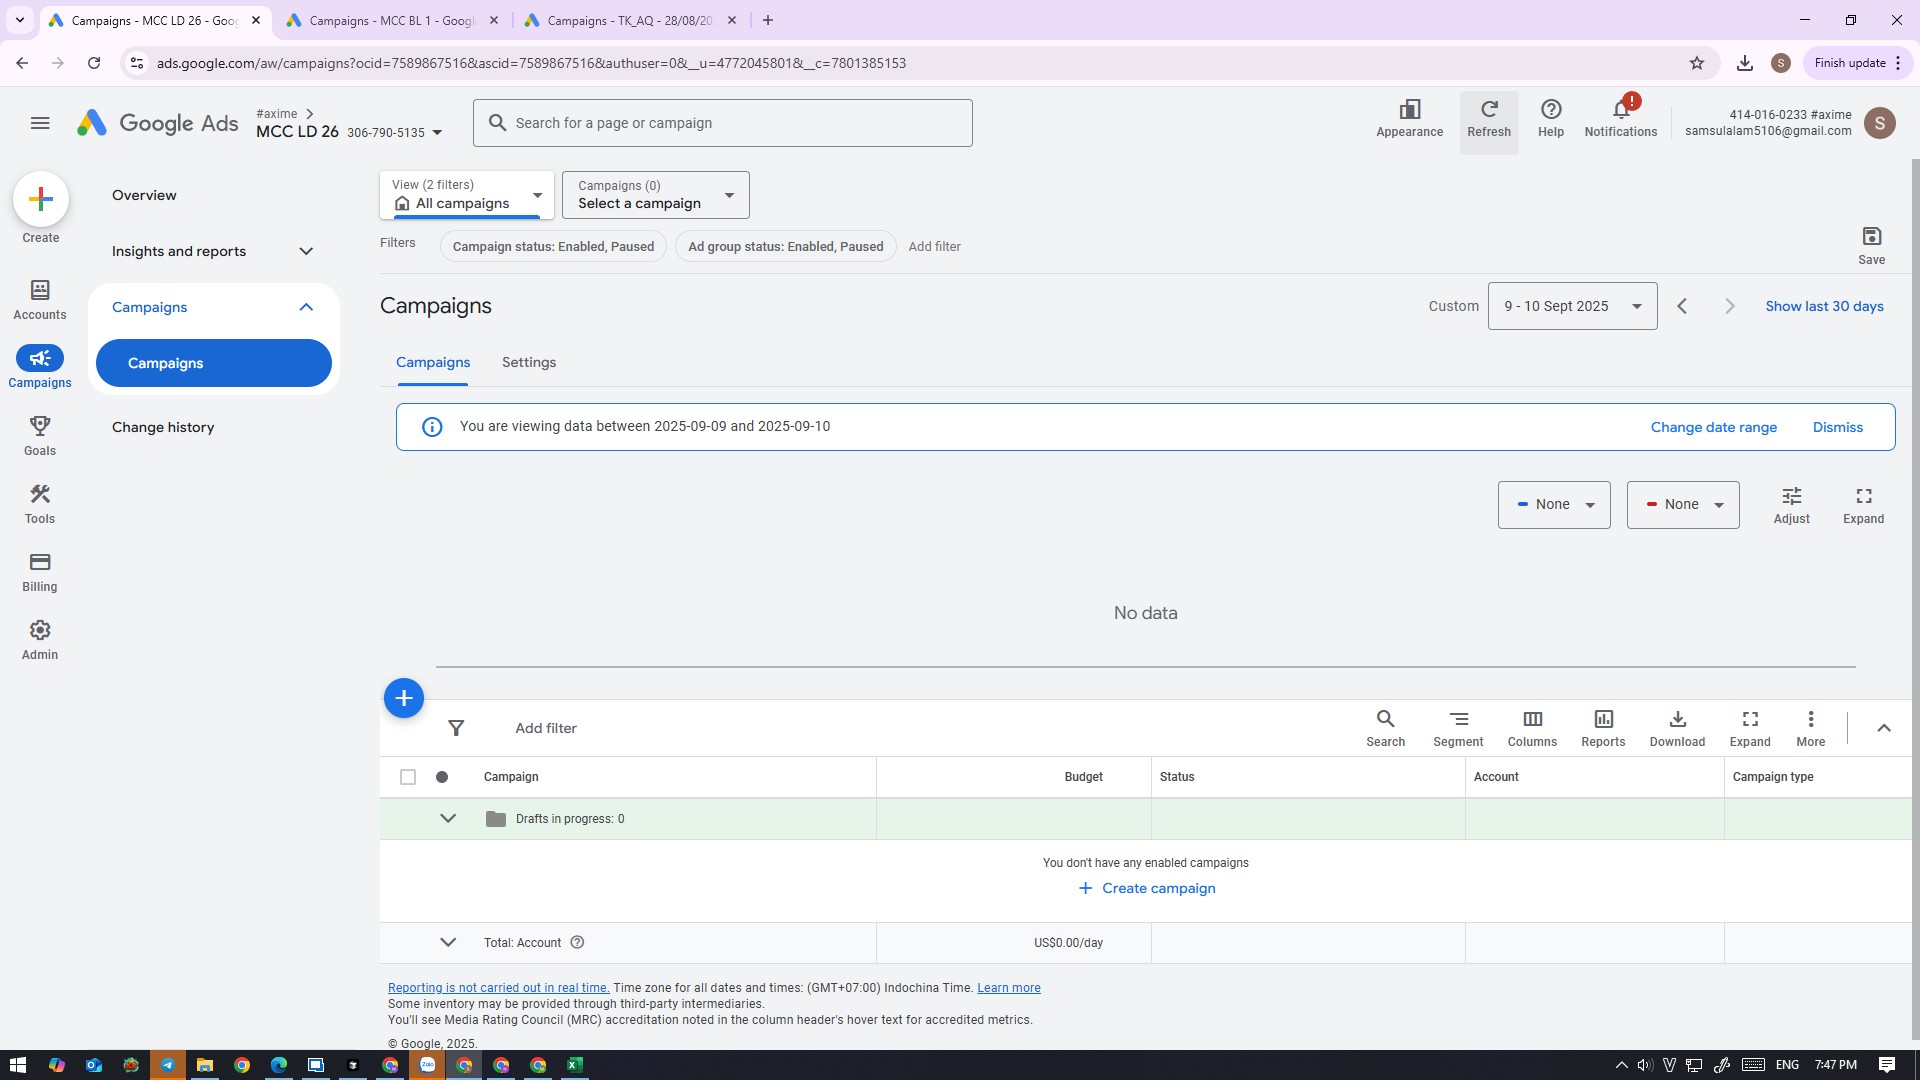 Campaigns - MCC LD 26 - Goog
Campaigns - MCC BL 1 - Google
Campaigns - TK_AQ - 28/08/20
ads.google.com/aw/campaigns?ocid=7589867516&ascid=7589867516&authuser=0&__u=4772045801&__c=7801385153
S
Finish update
Google Ads
#axime
MCC LD 26 306-790-5135
Search for a page or campaign
Appearance
Refresh
Help
!
Notifications
414-016-0233 #axime
samsulalam5106@gmail.com
S
Create
Accounts
Campaigns
Goals
Tools
Billing
Admin
Overview
Insights and reports
Campaigns
Campaigns
Change history
View (2 filters)
All campaigns
Campaigns (0)
Select a campaign
Filters
Campaign status: Enabled, Paused
Ad group status: Enabled, Paused
Add filter
Save
Campaigns
Custom
9 - 10 Sept 2025
Show last 30 days
Campaigns
Settings
You are viewing data between 2025-09-09 and 2025-09-10
Change date range
Dismiss
None
None
Adjust
Expand
No data
Add filter
Search
Segment
Columns
Reports
Download
Expand
More
Campaign
Budget
Status
Account
Campaign type
Drafts in progress: 0
You don't have any enabled campaigns
Create campaign
Total: Account
US$0.00/day
Reporting is not carried out in real time. Time zone for all dates and times: (GMT+07:00) Indochina Time. Learn more
Some inventory may be provided through third-party intermediaries.
You'll see Media Rating Council (MRC) accreditation noted in the column header's hover text for accredited metrics.
© Google, 2025.
Zalo
ENG
7:47 PM